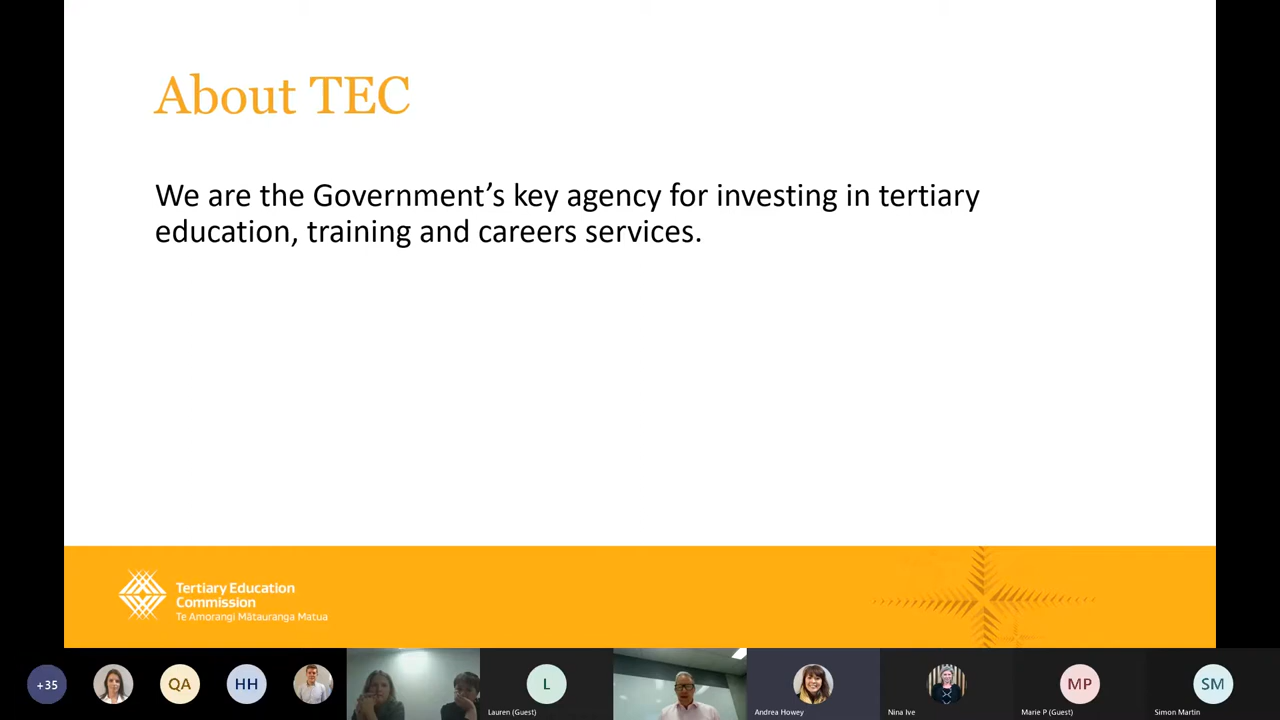 About TEC
We are the Government’s key agency for investing in tertiary
education, training and careers services.
Tertiary Education
Commission
Te Amorangi Mātauranga Matua
+35
QA
HH
L
Lauren (Guest)
Andrea Howey
Nina Ive
MP
Marie P (Guest)
SM
Simon Martin